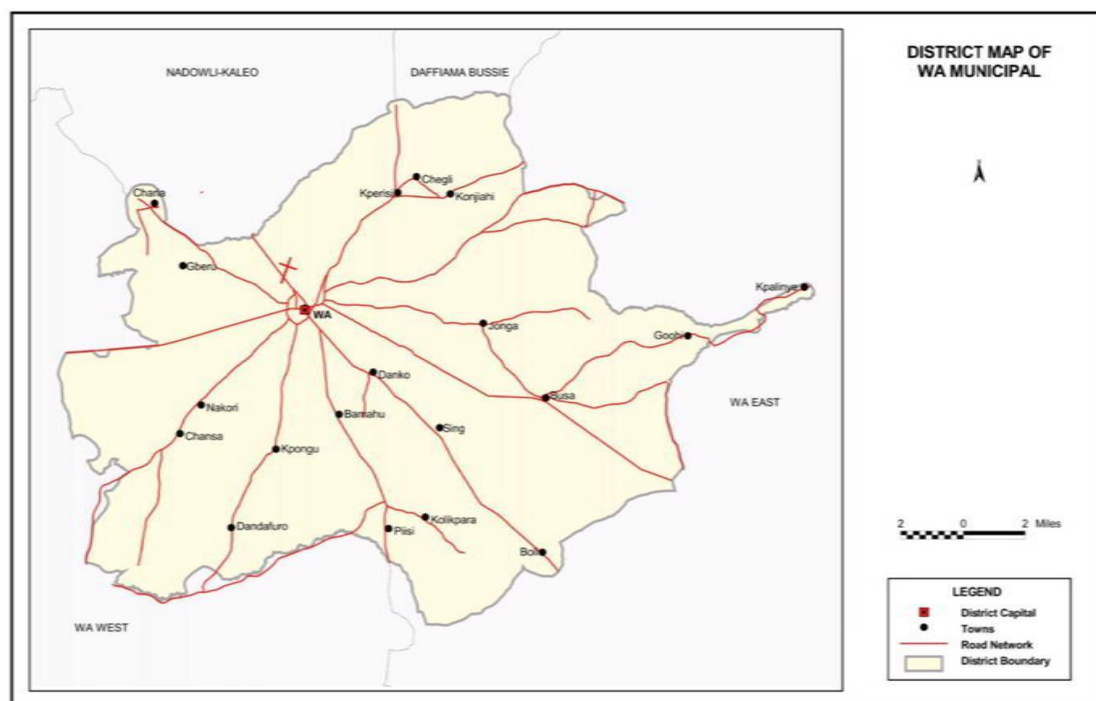 NADOWLI-KALEO
DAFFIAMA BUSSIE
DISTRICT MAP OF
WA MUNICIPAL
Chegli
Kperisi
Konjiahi
Charia
Gberu
Kpalinye
WA
Jonga
Goohi
Danko
Busa
WA EAST
Nakori
Bamahu
Sing
Chansa
Kpongu
Kolikpara
Dandafuro
Piisi
Boli
2 0 2 Miles
WA WEST
LEGEND
District Capital
Towns
Road Network
District Boundary